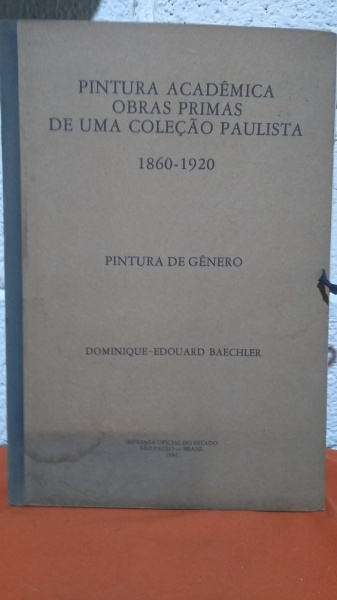 PINTURA ACADÊMICA
OBRAS PRIMAS
DE UMA COLEÇÃO PAULISTA
1860-1920
PINTURA DE GÊNERO
DOMINIQUE-EDOUARD BAECHLER
IMPRENSA OFICIAL DO ESTADO
SÃO PAULO — BRASIL